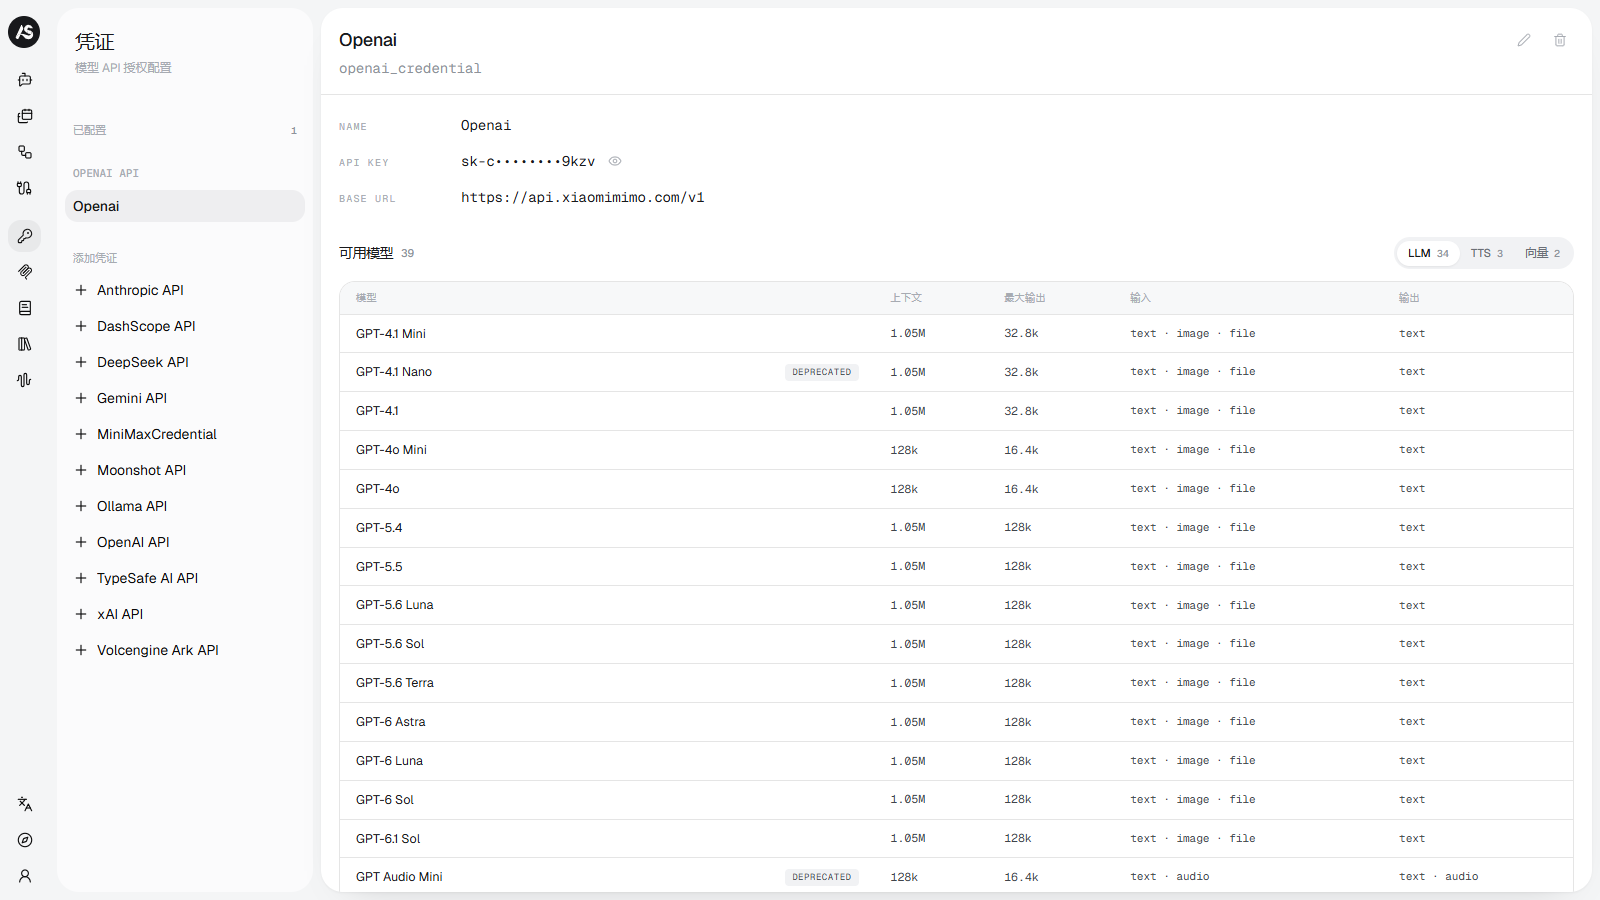 凭证
模型 API 授权配置
已配置 1
OPENAI API
Openai
添加凭证
Anthropic API
DashScope API
DeepSeek API
Gemini API
MiniMaxCredential
Moonshot API
Ollama API
OpenAI API
TypeSafe AI API
xAI API
Volcengine Ark API
Openai
openai_credential
NAME Openai
API KEY sk-c••••••••9kzv
BASE URL https://api.xiaomimimo.com/v1
可用模型 39
LLM 34 TTS 3 向量 2
模型 上下文 最大输出 输入 输出
GPT-4.1 Mini 1.05M 32.8k text · image · file text
GPT-4.1 Nano DEPRECATED 1.05M 32.8k text · image · file text
GPT-4.1 1.05M 32.8k text · image · file text
GPT-4o Mini 128k 16.4k text · image · file text
GPT-4o 128k 16.4k text · image · file text
GPT-5.4 1.05M 128k text · image · file text
GPT-5.5 1.05M 128k text · image · file text
GPT-5.6 Luna 1.05M 128k text · image · file text
GPT-5.6 Sol 1.05M 128k text · image · file text
GPT-5.6 Terra 1.05M 128k text · image · file text
GPT-6 Astra 1.05M 128k text · image · file text
GPT-6 Luna 1.05M 128k text · image · file text
GPT-6 Sol 1.05M 128k text · image · file text
GPT-6.1 Sol 1.05M 128k text · image · file text
GPT Audio Mini DEPRECATED 128k 16.4k text · audio text · audio